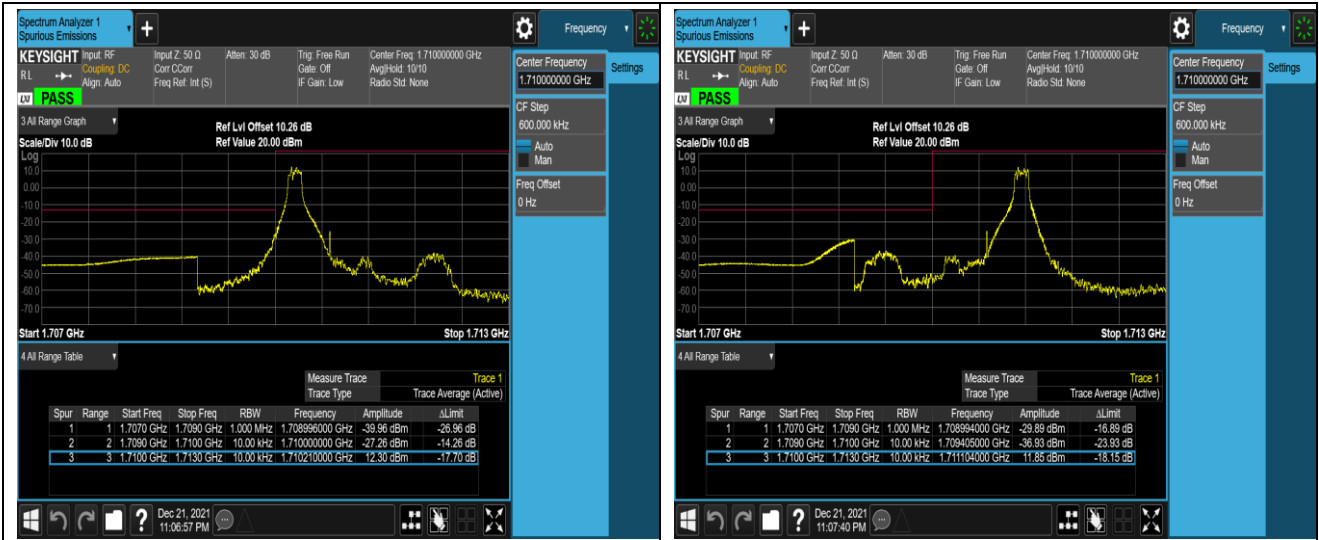 Spectrum Analyzer 1
Spurious Emissions
+
Frequency
KEYSIGHT Input: RF Input Z: 50 Ω Atten: 30 dB Trig: Free Run Center Freq: 1.710000000 GHz
RL Coupling: DC Corr CCorr Gate: Off Avg|Hold: 10/10
Align: Auto Freq Ref: Int (S) IF Gain: Low Radio Std: None
LXI PASS
Center Frequency
1.710000000 GHz
Settings
CF Step
600.000 kHz
Auto
Man
Freq Offset
0 Hz
3 All Range Graph
Ref Lvl Offset 10.26 dB
Scale/Div 10.0 dB Ref Value 20.00 dBm
Log
10.0
0.00
-10.0
-20.0
-30.0
-40.0
-50.0
-60.0
-70.0
Start 1.707 GHz Stop 1.713 GHz
4 All Range Table
Measure Trace Trace 1
Trace Type Trace Average (Active)
Spur Range Start Freq Stop Freq RBW Frequency Amplitude ΔLimit
1 1 1.7070 GHz 1.7090 GHz 1.000 MHz 1.708996000 GHz -39.96 dBm -26.96 dB
2 2 1.7090 GHz 1.7100 GHz 10.00 kHz 1.710000000 GHz -27.26 dBm -14.26 dB
3 3 1.7100 GHz 1.7130 GHz 10.00 kHz 1.710210000 GHz 12.30 dBm -17.70 dB
? Dec 21, 2021
11:06:57 PM
Spectrum Analyzer 1
Spurious Emissions
+
Frequency
KEYSIGHT Input: RF Input Z: 50 Ω Atten: 30 dB Trig: Free Run Center Freq: 1.710000000 GHz
RL Coupling: DC Corr CCorr Gate: Off Avg|Hold: 10/10
Align: Auto Freq Ref: Int (S) IF Gain: Low Radio Std: None
LXI PASS
Center Frequency
1.710000000 GHz
Settings
CF Step
600.000 kHz
Auto
Man
Freq Offset
0 Hz
3 All Range Graph
Ref Lvl Offset 10.26 dB
Scale/Div 10.0 dB Ref Value 20.00 dBm
Log
10.0
0.00
-10.0
-20.0
-30.0
-40.0
-50.0
-60.0
-70.0
Start 1.707 GHz Stop 1.713 GHz
4 All Range Table
Measure Trace Trace 1
Trace Type Trace Average (Active)
Spur Range Start Freq Stop Freq RBW Frequency Amplitude ΔLimit
1 1 1.7070 GHz 1.7090 GHz 1.000 MHz 1.708994000 GHz -29.89 dBm -16.89 dB
2 2 1.7090 GHz 1.7100 GHz 10.00 kHz 1.709405000 GHz -36.93 dBm -23.93 dB
3 3 1.7100 GHz 1.7130 GHz 10.00 kHz 1.711104000 GHz 11.85 dBm -18.15 dB
? Dec 21, 2021
11:07:40 PM